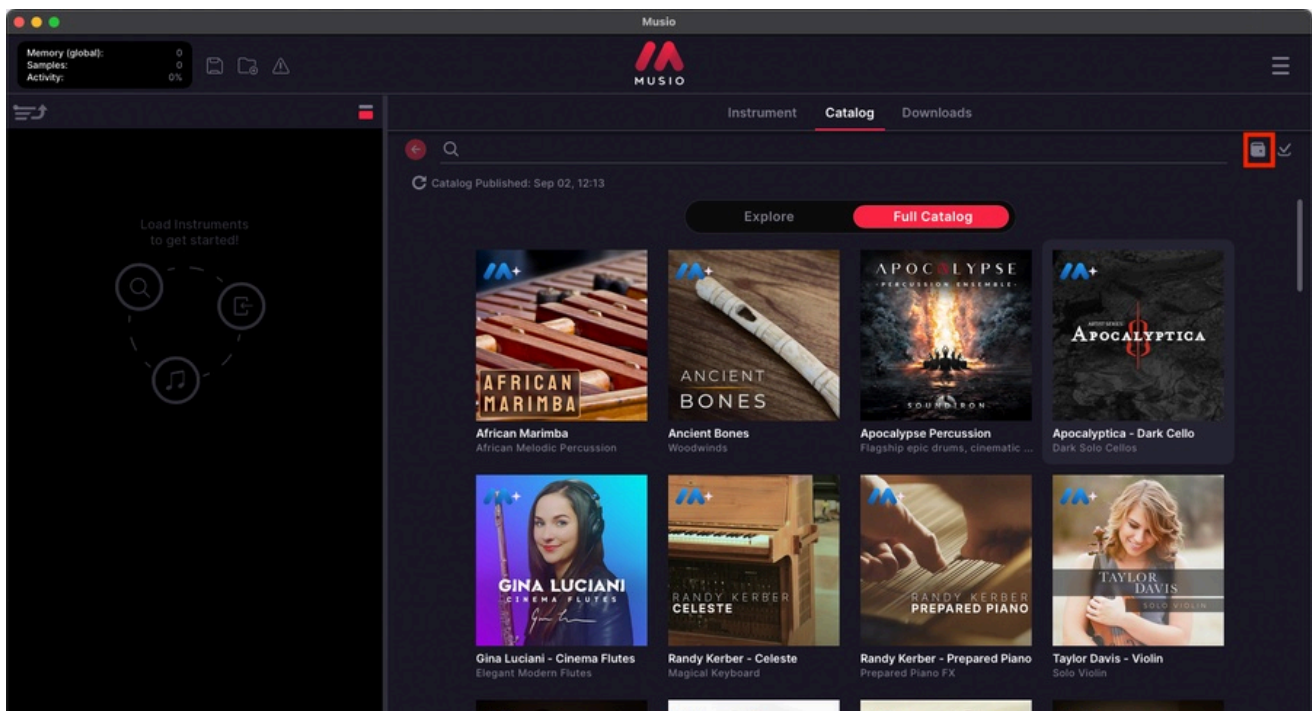 Musio
Memory (global): 0
Samples: 0
Activity: 0%
MUSIO
Instrument Catalog Downloads
Catalog Published: Sep 02, 12:13
Load Instruments
to get started!
Explore Full Catalog
AFRICAN
MARIMBA
ANCIENT
BONES
APOCALYPSE
PERCUSSION ENSEMBLE
SOUNDIRON
ARTIST SERIES
APOCALYPTICA
African Marimba
African Melodic Percussion
Ancient Bones
Woodwinds
Apocalypse Percussion
Flagship epic drums, cinematic ...
Apocalyptica - Dark Cello
Dark Solo Cellos
GINA LUCIANI
CINEMA FLUTES
RANDY KERBER
CELESTE
RANDY KERBER
PREPARED PIANO
TAYLOR
DAVIS
SOLO VIOLIN
Gina Luciani - Cinema Flutes
Elegant Modern Flutes
Randy Kerber - Celeste
Magical Keyboard
Randy Kerber - Prepared Piano
Prepared Piano FX
Taylor Davis - Violin
Solo Violin